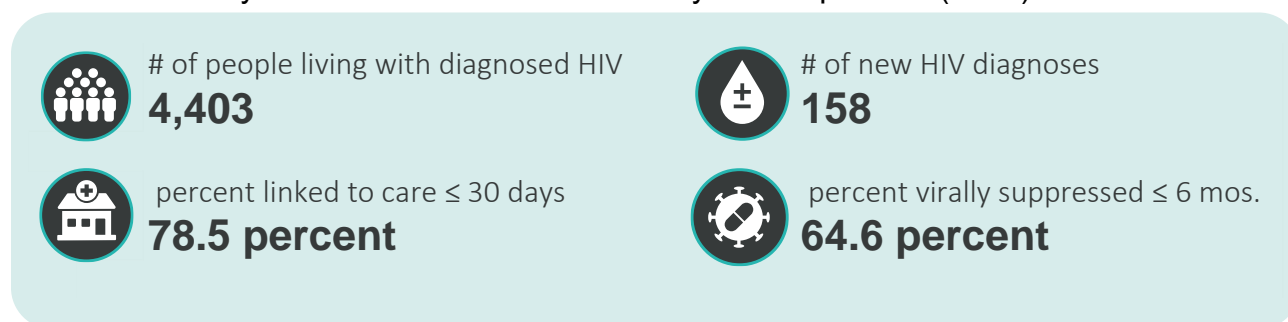 # of people living with diagnosed HIV
4,403
# of new HIV diagnoses
158
percent linked to care ≤ 30 days
78.5 percent
percent virally suppressed ≤ 6 mos.
64.6 percent